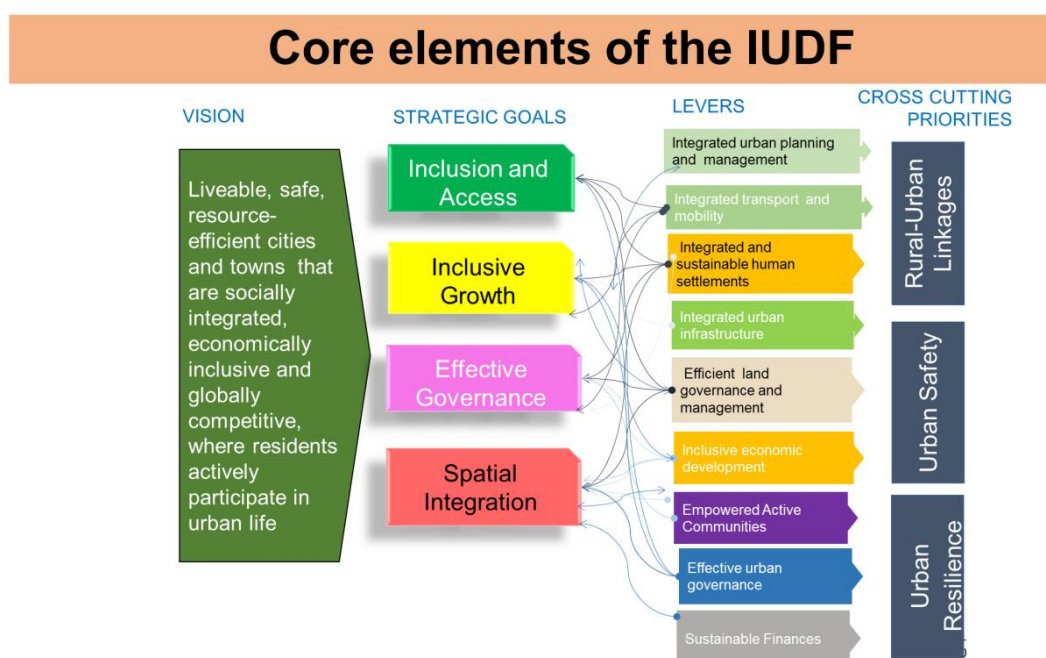 Core elements of the IUDF
VISION
STRATEGIC GOALS
LEVERS
CROSS CUTTING
PRIORITIES
Liveable, safe,
resource-
efficient cities
and towns that
are socially
integrated,
economically
inclusive and
globally
competitive,
where residents
actively
participate in
urban life
Inclusion and
Access
Inclusive
Growth
Effective
Governance
Spatial
Integration
Integrated urban planning
and management
Integrated transport and
mobility
Integrated and
sustainable human
settlements
Integrated urban
infrastructure
Efficient land
governance and
management
Inclusive economic
development
Empowered Active
Communities
Effective urban
governance
Sustainable Finances
Rural-Urban
Linkages
Urban Safety
Urban
Resilience